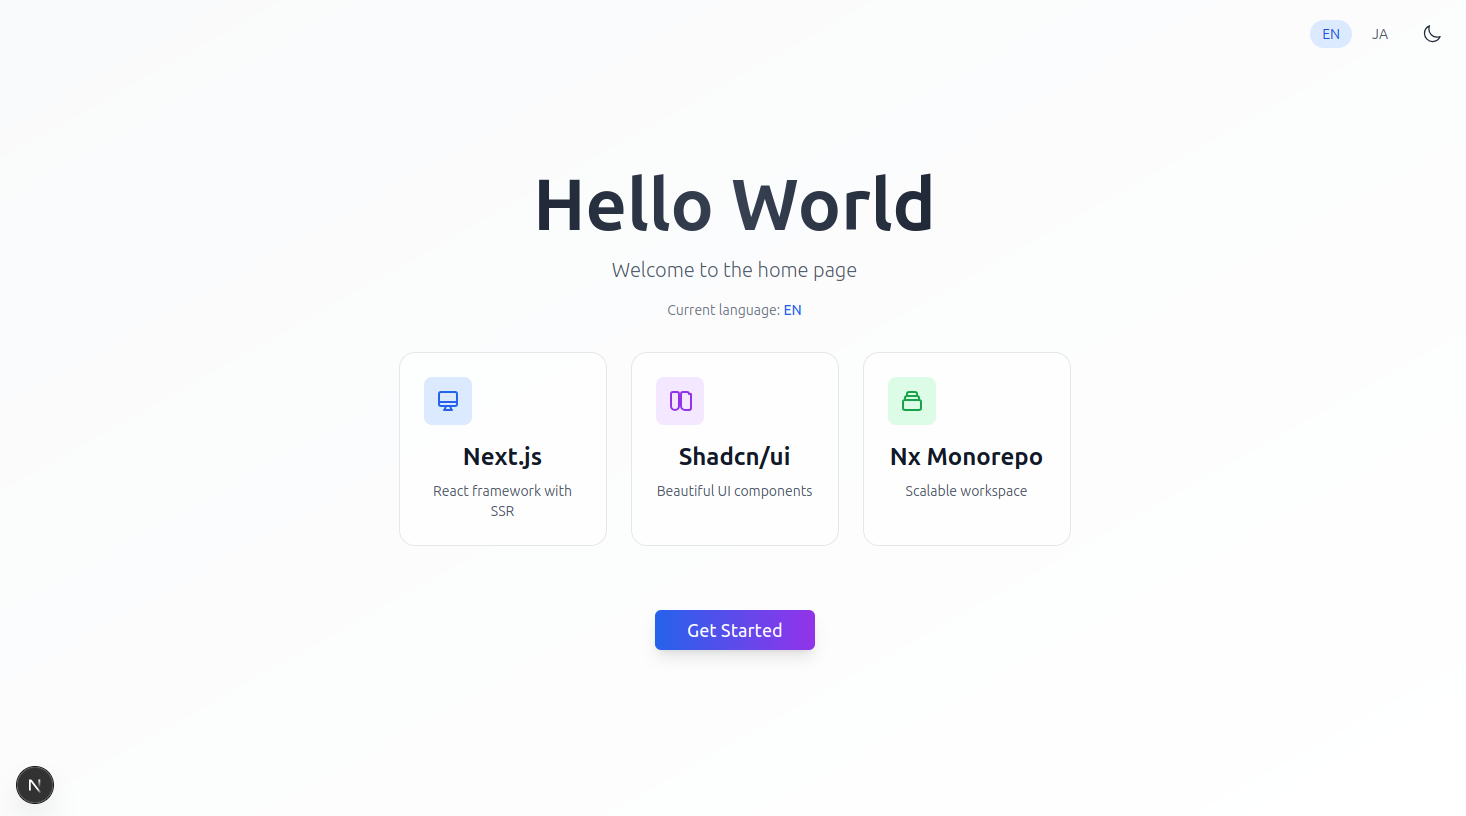 EN
JA
Hello World
Welcome to the home page
Current language: EN
Next.js
React framework with
SSR
Shadcn/ui
Beautiful UI components
Nx Monorepo
Scalable workspace
Get Started
N